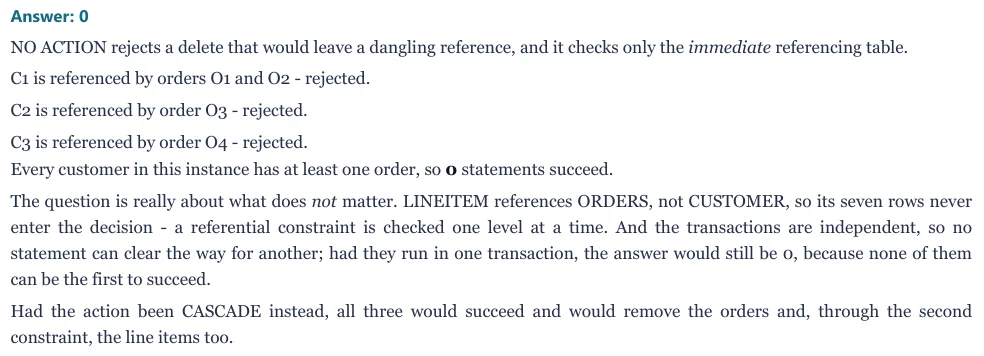 Answer: 0
NO ACTION rejects a delete that would leave a dangling reference, and it checks only the immediate referencing table.
C1 is referenced by orders O1 and O2 - rejected.
C2 is referenced by order O3 - rejected.
C3 is referenced by order O4 - rejected.
Every customer in this instance has at least one order, so 0 statements succeed.
The question is really about what does not matter. LINEITEM references ORDERS, not CUSTOMER, so its seven rows never
enter the decision - a referential constraint is checked one level at a time. And the transactions are independent, so no
statement can clear the way for another; had they run in one transaction, the answer would still be 0, because none of them
can be the first to succeed.
Had the action been CASCADE instead, all three would succeed and would remove the orders and, through the second
constraint, the line items too.